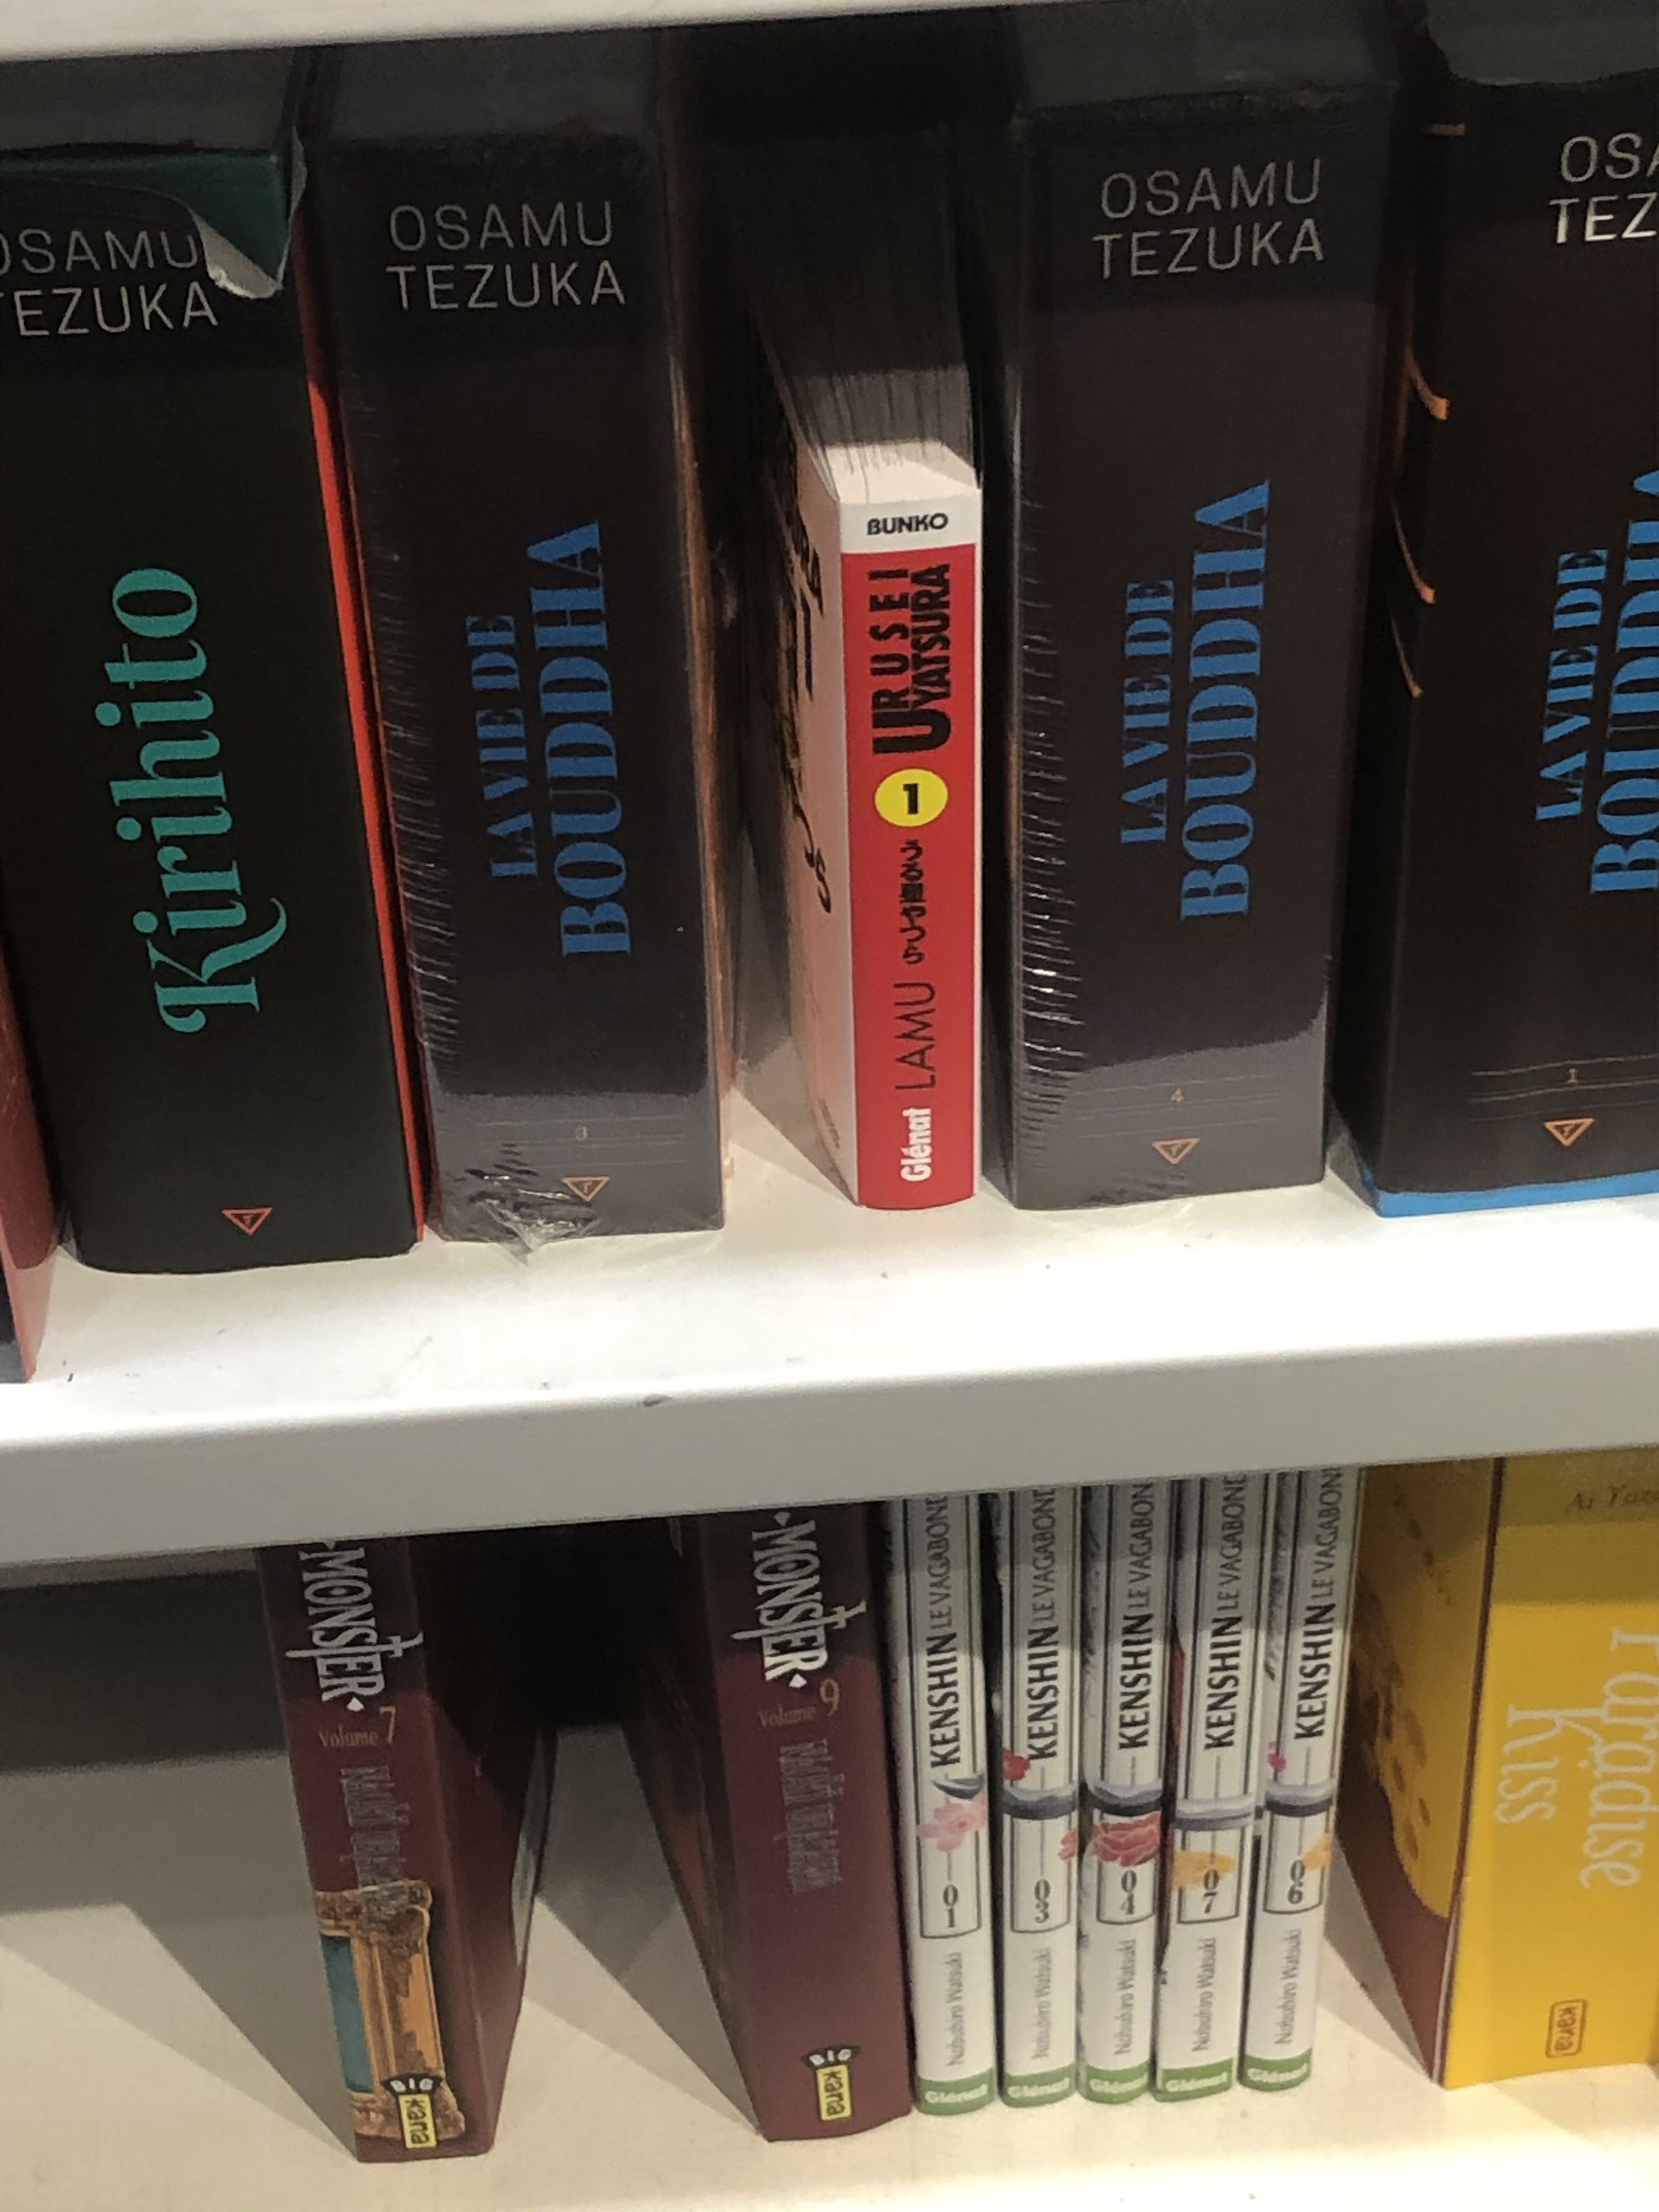 OSAMU
TEZUKA
Kirihito
OSAMU
TEZUKA
LA VIE DE
BOUDDHA
3
BUNKO
URUSEI
YATSURA
1
LAMU
Glénat
OSAMU
TEZUKA
LA VIE DE
BOUDDHA
4
OSA
TEZ
LA VIE DE
BOUDDHA
1
MONSTER
Volume 7
BIG
kana
MONSTER
Volume 9
BIG
kana
KENSHIN LE VAGABOND
01
Nobuhiro Watsuki
Glénat
KENSHIN LE VAGABOND
03
Nobuhiro Watsuki
Glénat
KENSHIN LE VAGABOND
04
Nobuhiro Watsuki
Glénat
KENSHIN LE VAGABOND
07
Nobuhiro Watsuki
Glénat
KENSHIN LE VAGABON
Nobuhiro Watsuki
Glénat
Paradise
Kiss
kana